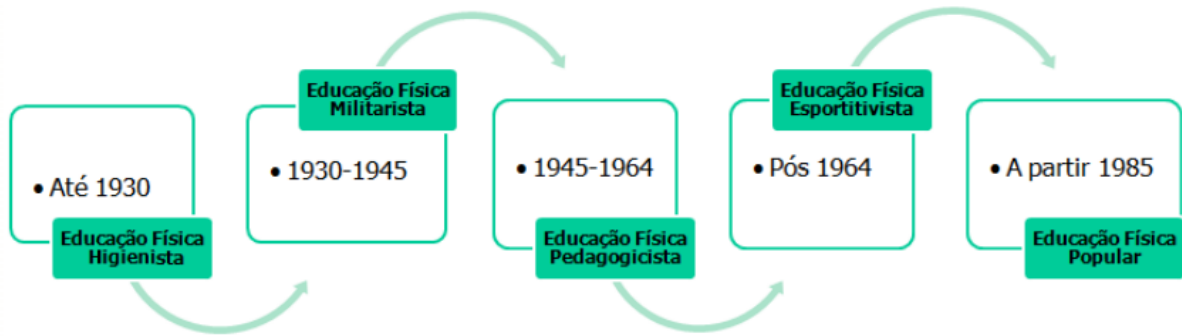 • Até 1930
Educação Física
Higienista
Educação Física
Militarista
• 1930-1945
• 1945-1964
Educação Física
Pedagogicista
Educação Física
Esportitivista
• Pós 1964
• A partir 1985
Educação Física
Popular